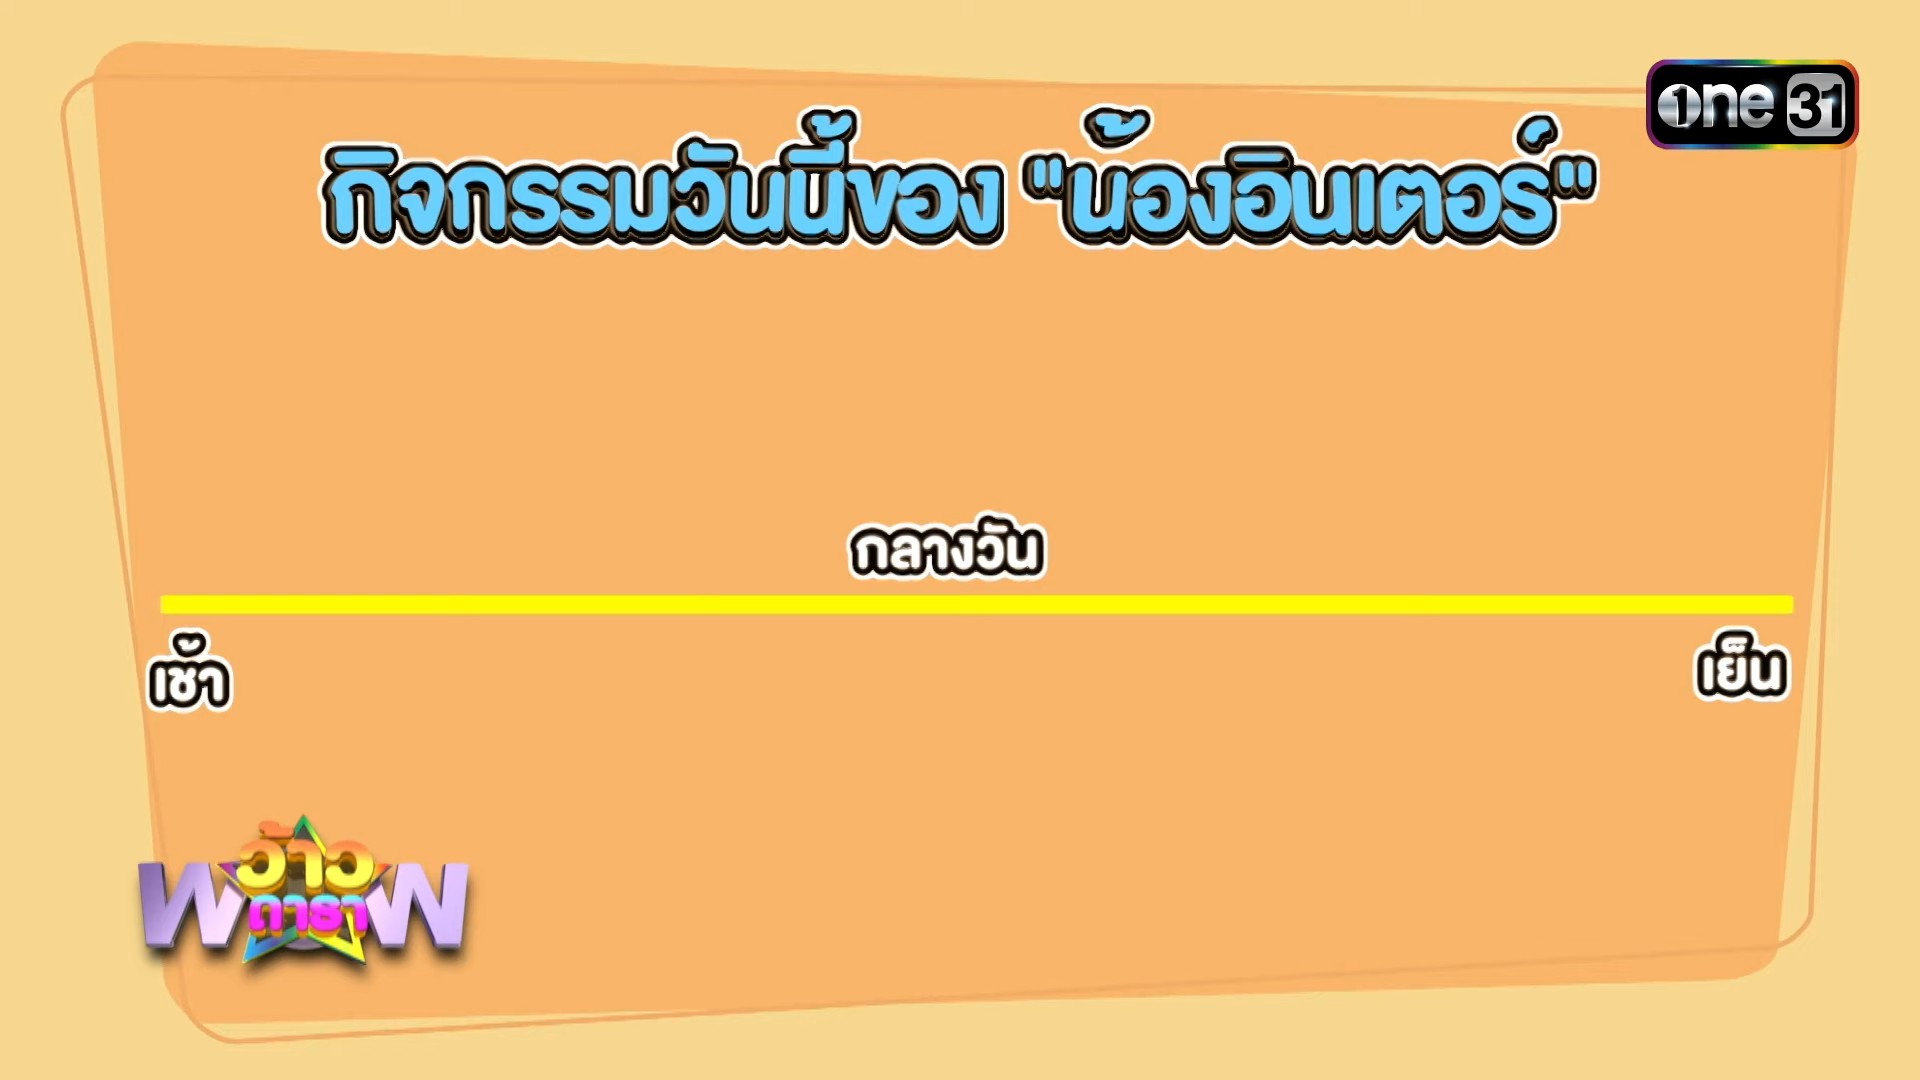 one 31
กิจกรรมวันนี้ของ "น้องอินเตอร์"
กลางวัน
เช้า
เย็น
ว้าว
ดารา
WOW